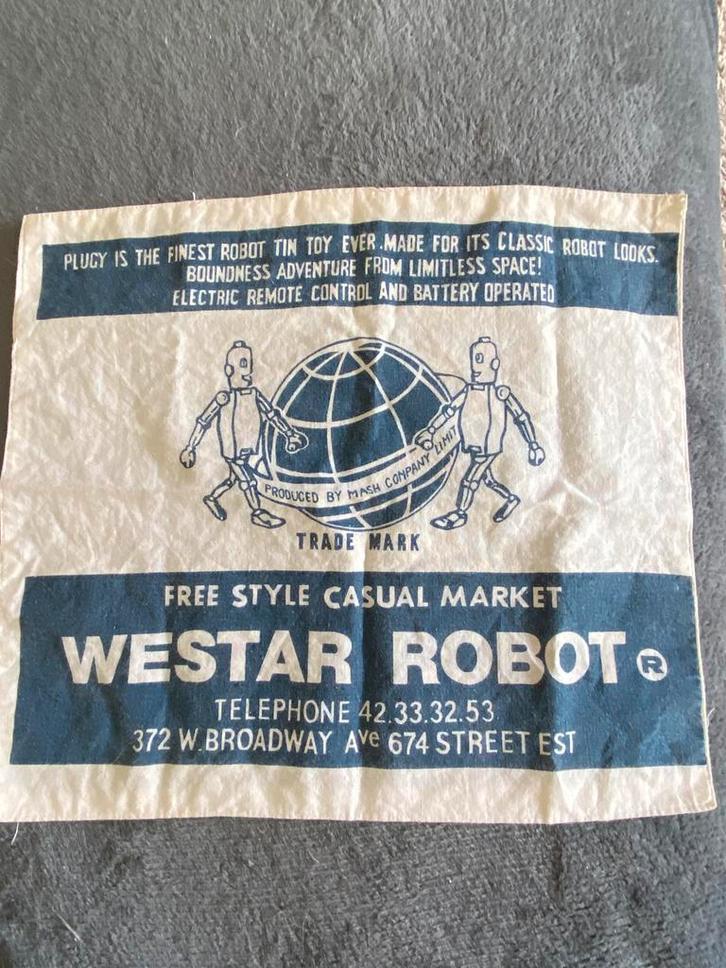 PLUCY IS THE FINEST ROBOT TIN TOY EVER.MADE FOR ITS CLASSIC ROBOT LOOKS.
BOUNDNESS ADVENTURE FROM LIMITLESS SPACE!
ELECTRIC REMOTE CONTROL AND BATTERY OPERATED
PRODUCED BY MASH COMPANY LIMIT
TRADE MARK
FREE STYLE CASUAL MARKET
WESTAR ROBOT ®
TELEPHONE 42.33.32.53
372 W.BROADWAY Ave 674 STREET EST